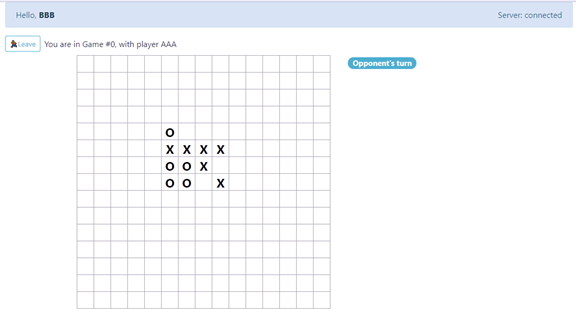 Hello, BBB
Server: connected
Leave
You are in Game #0, with player AAA
Opponent's turn
O
X X X X
O O X
O O X